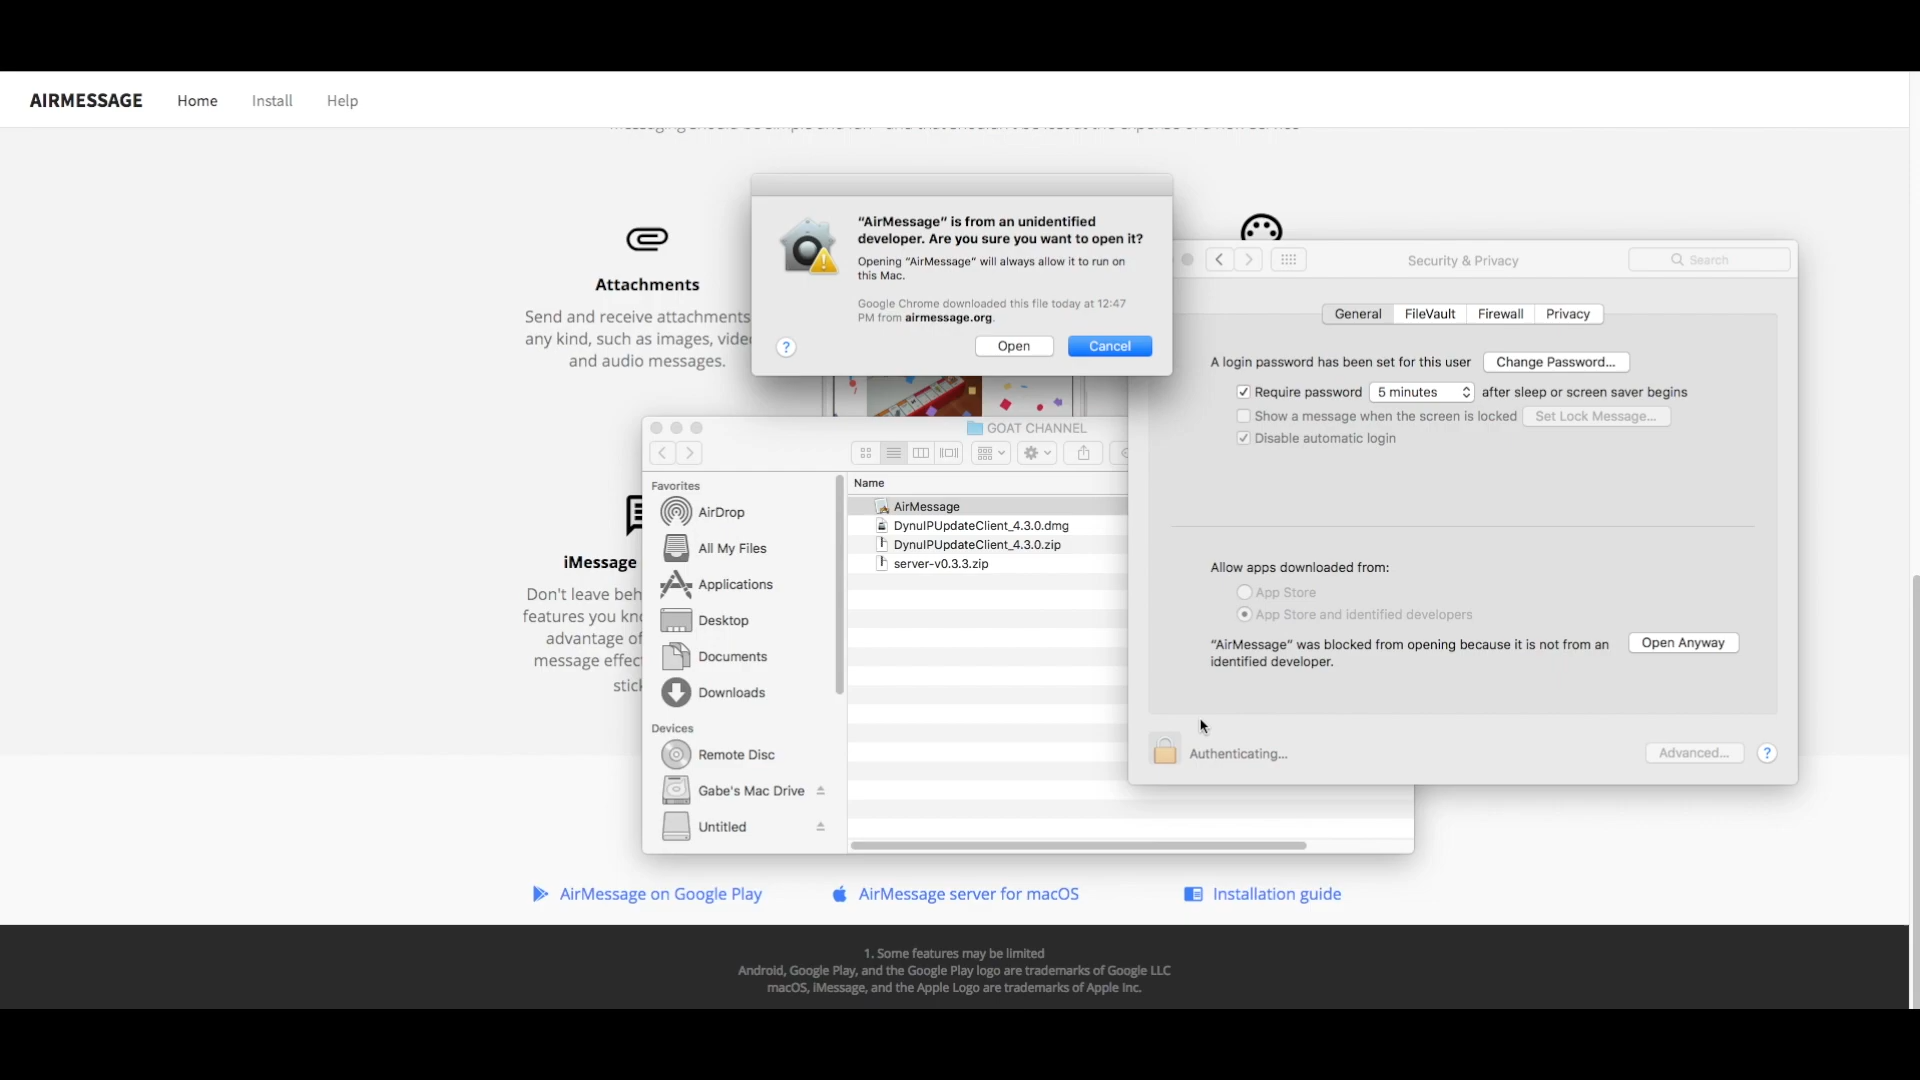 AIRMESSAGE
Home
Install
Help
Attachments
Send and receive attachments
any kind, such as images, vide
and audio messages.
“AirMessage” is from an unidentified
developer. Are you sure you want to open it?
Opening “AirMessage” will always allow it to run on
this Mac.
Google Chrome downloaded this file today at 12:47
PM from airmessage.org.
?
Open
Cancel
Security & Privacy
Search
General
FileVault
Firewall
Privacy
A login password has been set for this user
Change Password...
Require password
5 minutes
after sleep or screen saver begins
Show a message when the screen is locked
Set Lock Message...
Disable automatic login
Allow apps downloaded from:
App Store
App Store and identified developers
“AirMessage” was blocked from opening because it is not from an
identified developer.
Open Anyway
Authenticating...
Advanced...
?
GOAT CHANNEL
Favorites
AirDrop
All My Files
Applications
Desktop
Documents
Downloads
Devices
Remote Disc
Gabe's Mac Drive
Untitled
Name
AirMessage
DynuIPUpdateClient_4.3.0.dmg
DynuIPUpdateClient_4.3.0.zip
server-v0.3.3.zip
iMessage
Don't leave beh
features you kno
advantage of
message effec
stick
AirMessage on Google Play
AirMessage server for macOS
Installation guide
1. Some features may be limited
Android, Google Play, and the Google Play logo are trademarks of Google LLC
macOS, iMessage, and the Apple Logo are trademarks of Apple Inc.